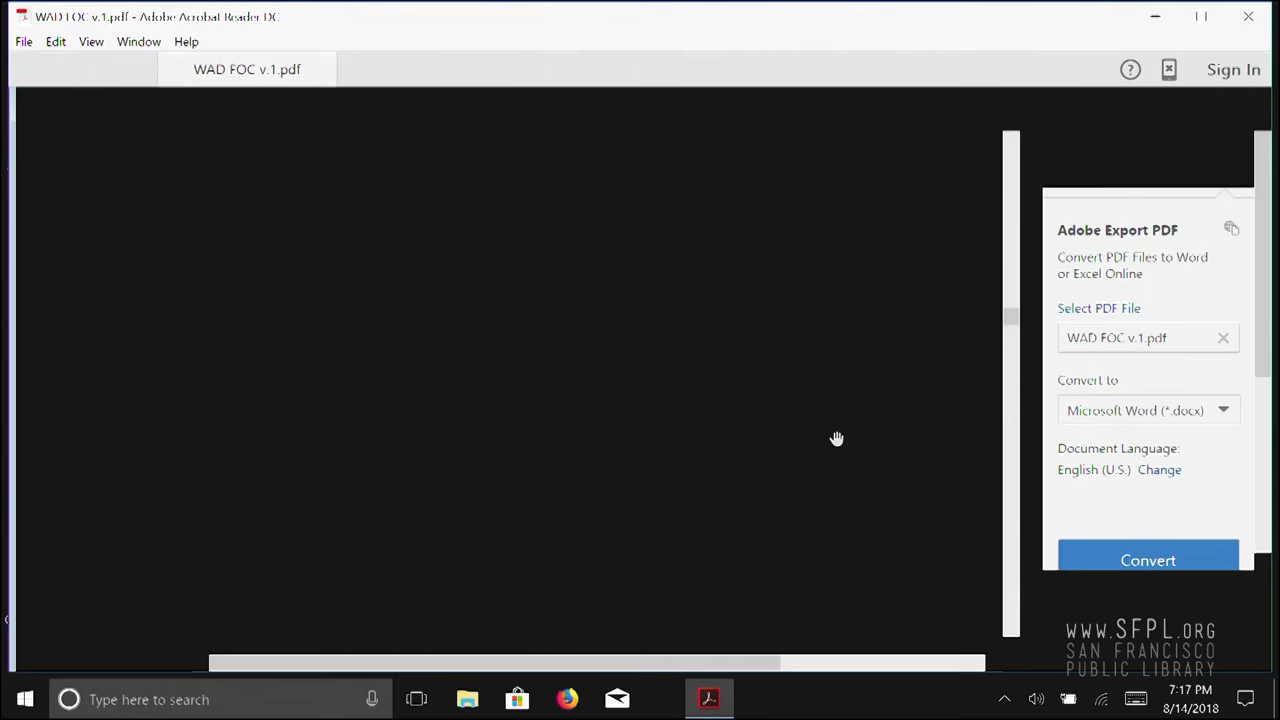 WAD FOC v.1.pdf - Adobe Acrobat Reader DC
File Edit View Window Help
WAD FOC v.1.pdf
Sign In
Adobe Export PDF
Convert PDF Files to Word
or Excel Online
Select PDF File
WAD FOC v.1.pdf
Convert to
Microsoft Word (*.docx)
Document Language:
English (U.S.) Change
Convert
WWW.SFPL.ORG
SAN FRANCISCO
PUBLIC LIBRARY
Type here to search
7:17 PM
8/14/2018